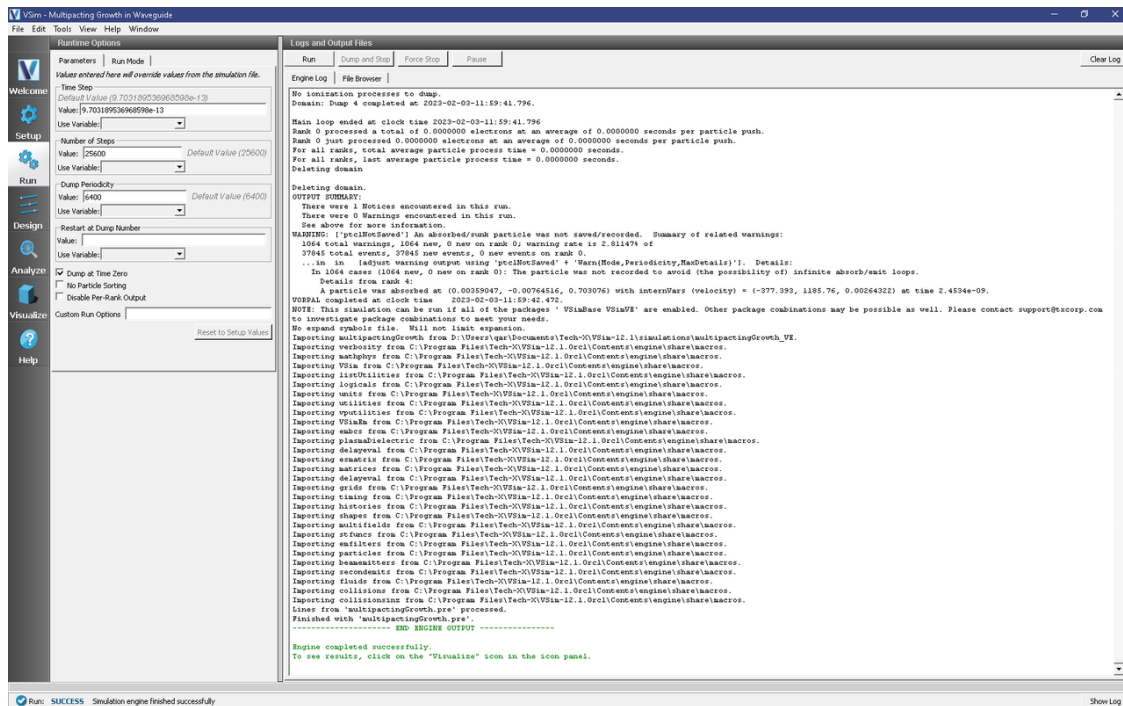 VSim - Multipacting Growth in Waveguide
File Edit Tools View Help Window
Welcome
Setup
Run
Design
Analyze
Visualize
Help
Runtime Options
Parameters Run Mode
Values entered here will override values from the simulation file.
Time Step
Default Value (9.703189536968598e-13)
Value: 9.703189536968598e-13
Use Variable:
Number of Steps
Value: 25600 Default Value (25600)
Use Variable:
Dump Periodicity
Value: 6400 Default Value (6400)
Use Variable:
Restart at Dump Number
Value:
Use Variable:
Dump at Time Zero
No Particle Sorting
Disable Per-Rank Output
Custom Run Options
Reset to Setup Values
Logs and Output Files
Run Dump and Stop Force Stop Pause Clear Log
Engine Log File Browser
No ionization processes to dump.
Domain: Dump 4 completed at 2023-02-03-11:59:41.796.
Main loop ended at clock time 2023-02-03-11:59:41.796
Rank 0 processed a total of 0.0000000 electrons at an average of 0.0000000 seconds per particle push.
Rank 0 just processed 0.0000000 electrons at an average of 0.0000000 seconds per particle push.
For all ranks, total average particle process time = 0.0000000 seconds.
For all ranks, last average particle process time = 0.0000000 seconds.
Deleting domain
Deleting domain.
OUTPUT SUMMARY:
There were 1 Notices encountered in this run.
There were 0 Warnings encountered in this run.
See above for more information.
WARNING: ['ptclNotSaved'] An absorbed/sunk particle was not saved/recorded. Summary of related warnings:
1064 total warnings, 1064 new, 0 new on rank 0; warning rate is 2.81147% of
37845 total events, 37845 new events, 0 new events on rank 0.
...in in [adjust warning output using 'ptclNotSaved' + 'Warn{Mode,Periodicity,MaxDetails}']. Details:
In 1064 cases (1064 new, 0 new on rank 0): The particle was not recorded to avoid (the possibility of) infinite absorb/emit loops.
Details from rank 4:
A particle was absorbed at (0.00359047, -0.00764516, 0.703076) with internVars (velocity) = (-377.393, 1185.76, 0.00264322) at time 2.4534e-09.
VORPAL completed at clock time 2023-02-03-11:59:42.472.
NOTE: This simulation can be run if all of the packages ' VSimBase VSimVE' are enabled. Other package combinations may be possible as well. Please contact support@txcorp.com
to investigate package combinations to meet your needs.
No expand symbols file. Will not limit expansion.
Importing multipactingGrowth from D:\Users\qar\Documents\Tech-X\VSim-12.1\simulations\multipactingGrowth_VE.
Importing verbosity from C:\Program Files\Tech-X\VSim-12.1.0rc1\Contents\engine\share\macros.
Importing mathphys from C:\Program Files\Tech-X\VSim-12.1.0rc1\Contents\engine\share\macros.
Importing VSim from C:\Program Files\Tech-X\VSim-12.1.0rc1\Contents\engine\share\macros.
Importing listUtilities from C:\Program Files\Tech-X\VSim-12.1.0rc1\Contents\engine\share\macros.
Importing logicals from C:\Program Files\Tech-X\VSim-12.1.0rc1\Contents\engine\share\macros.
Importing units from C:\Program Files\Tech-X\VSim-12.1.0rc1\Contents\engine\share\macros.
Importing utilities from C:\Program Files\Tech-X\VSim-12.1.0rc1\Contents\engine\share\macros.
Importing vputilities from C:\Program Files\Tech-X\VSim-12.1.0rc1\Contents\engine\share\macros.
Importing VSimEm from C:\Program Files\Tech-X\VSim-12.1.0rc1\Contents\engine\share\macros.
Importing embcs from C:\Program Files\Tech-X\VSim-12.1.0rc1\Contents\engine\share\macros.
Importing plasmaDielectric from C:\Program Files\Tech-X\VSim-12.1.0rc1\Contents\engine\share\macros.
Importing delayeval from C:\Program Files\Tech-X\VSim-12.1.0rc1\Contents\engine\share\macros.
Importing esmatrix from C:\Program Files\Tech-X\VSim-12.1.0rc1\Contents\engine\share\macros.
Importing matrices from C:\Program Files\Tech-X\VSim-12.1.0rc1\Contents\engine\share\macros.
Importing delayeval from C:\Program Files\Tech-X\VSim-12.1.0rc1\Contents\engine\share\macros.
Importing grids from C:\Program Files\Tech-X\VSim-12.1.0rc1\Contents\engine\share\macros.
Importing timing from C:\Program Files\Tech-X\VSim-12.1.0rc1\Contents\engine\share\macros.
Importing histories from C:\Program Files\Tech-X\VSim-12.1.0rc1\Contents\engine\share\macros.
Importing shapes from C:\Program Files\Tech-X\VSim-12.1.0rc1\Contents\engine\share\macros.
Importing multifields from C:\Program Files\Tech-X\VSim-12.1.0rc1\Contents\engine\share\macros.
Importing stfuncs from C:\Program Files\Tech-X\VSim-12.1.0rc1\Contents\engine\share\macros.
Importing emfilters from C:\Program Files\Tech-X\VSim-12.1.0rc1\Contents\engine\share\macros.
Importing particles from C:\Program Files\Tech-X\VSim-12.1.0rc1\Contents\engine\share\macros.
Importing beamemitters from C:\Program Files\Tech-X\VSim-12.1.0rc1\Contents\engine\share\macros.
Importing secondemits from C:\Program Files\Tech-X\VSim-12.1.0rc1\Contents\engine\share\macros.
Importing fluids from C:\Program Files\Tech-X\VSim-12.1.0rc1\Contents\engine\share\macros.
Importing collisions from C:\Program Files\Tech-X\VSim-12.1.0rc1\Contents\engine\share\macros.
Importing collisionsinz from C:\Program Files\Tech-X\VSim-12.1.0rc1\Contents\engine\share\macros.
Lines from 'multipactingGrowth.pre' processed.
Finished with 'multipactingGrowth.pre'.
--------------------- END ENGINE OUTPUT ----------------
Engine completed successfully.
To see results, click on the "Visualize" icon in the icon panel.
Run: SUCCESS Simulation engine finished successfully Show Log